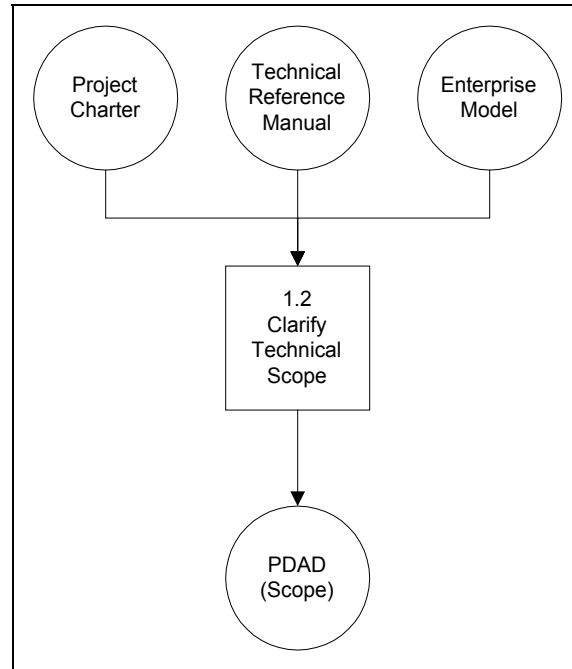 Project
Charter
Technical
Reference
Manual
Enterprise
Model
1.2
Clarify
Technical
Scope
PDAD
(Scope)